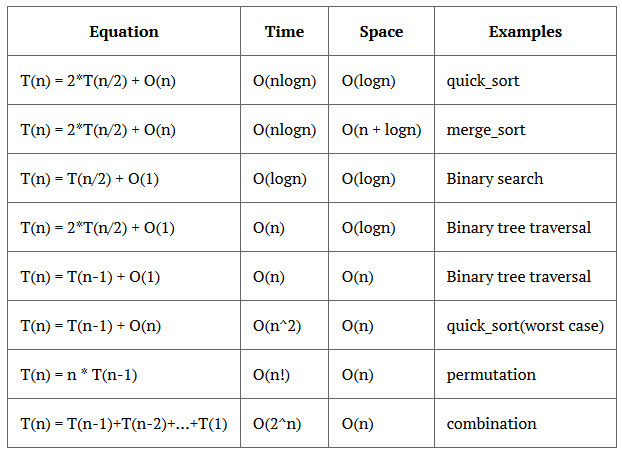 Equation Time Space Examples
T(n) = 2*T(n/2) + O(n) O(nlogn) O(logn) quick_sort
T(n) = 2*T(n/2) + O(n) O(nlogn) O(n + logn) merge_sort
T(n) = T(n/2) + O(1) O(logn) O(logn) Binary search
T(n) = 2*T(n/2) + O(1) O(n) O(logn) Binary tree traversal
T(n) = T(n-1) + O(1) O(n) O(n) Binary tree traversal
T(n) = T(n-1) + O(n) O(n^2) O(n) quick_sort(worst case)
T(n) = n * T(n-1) O(n!) O(n) permutation
T(n) = T(n-1)+T(n-2)+...+T(1) O(2^n) O(n) combination